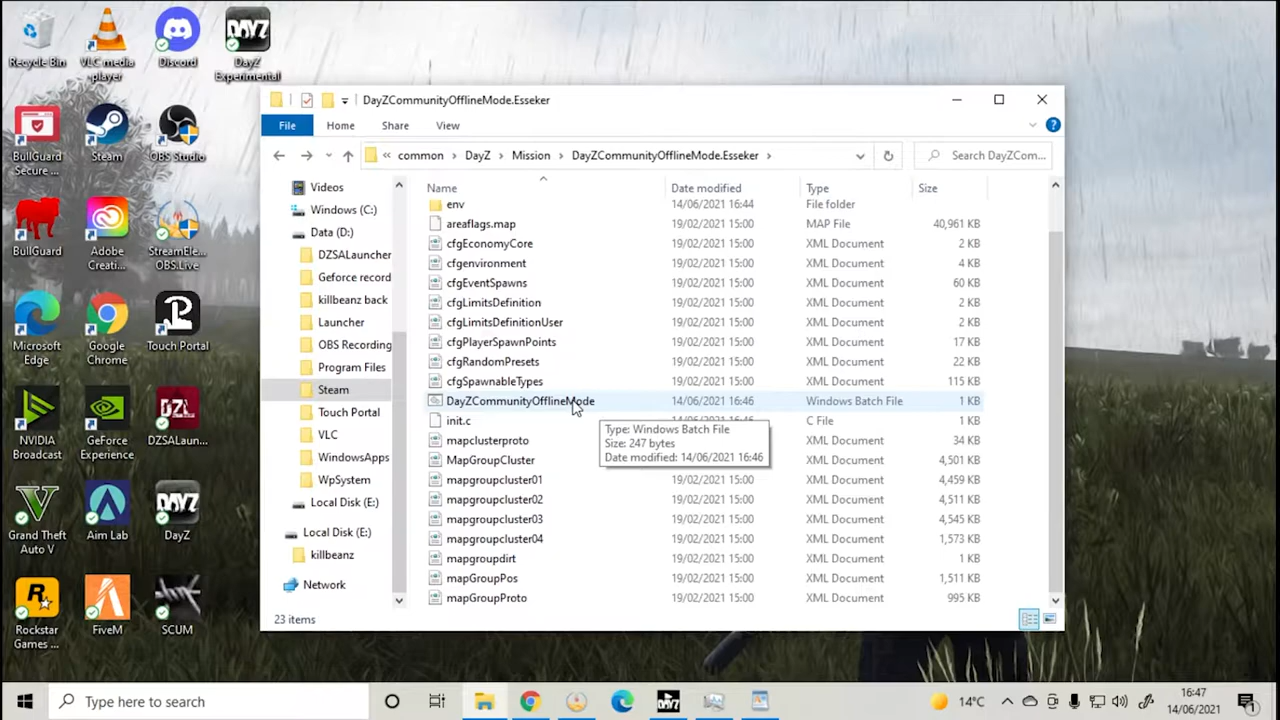 Recycle Bin
VLC media player
Discord
DayZ Experimental
BullGuard Secure ...
Steam
OBS Studio
BullGuard
Adobe Creati...
StreamEle... OBS.Live
Microsoft Edge
Google Chrome
Touch Portal
NVIDIA Broadcast
GeForce Experience
DZSALaun...
Grand Theft Auto V
Aim Lab
DayZ
Rockstar Games ...
FiveM
SCUM
DayZCommunityOfflineMode.Esseker
File Home Share View
« common > DayZ > Mission > DayZCommunityOfflineMode.Esseker >
Search DayZCom...
Videos
Windows (C:)
Data (D:)
DZSALauncher
Geforce record
killbeanz back
Launcher
OBS Recording
Program Files
Steam
Touch Portal
VLC
WindowsApps
WpSystem
Local Disk (E:)
Local Disk (E:)
killbeanz
Network
Name Date modified Type Size
env 14/06/2021 16:44 File folder
areaflags.map 19/02/2021 15:00 MAP File 40,961 KB
cfgEconomyCore 19/02/2021 15:00 XML Document 2 KB
cfgenvironment 19/02/2021 15:00 XML Document 4 KB
cfgEventSpawns 19/02/2021 15:00 XML Document 60 KB
cfgLimitsDefinition 19/02/2021 15:00 XML Document 2 KB
cfgLimitsDefinitionUser 19/02/2021 15:00 XML Document 2 KB
cfgPlayerSpawnPoints 19/02/2021 15:00 XML Document 17 KB
cfgRandomPresets 19/02/2021 15:00 XML Document 22 KB
cfgSpawnableTypes 19/02/2021 15:00 XML Document 115 KB
DayZCommunityOfflineMode 14/06/2021 16:46 Windows Batch File 1 KB
init.c 14/06/2021 16:46 C File 1 KB
mapclusterproto XML Document 34 KB
MapGroupCluster XML Document 4,501 KB
mapgroupcluster01 19/02/2021 15:00 XML Document 4,459 KB
mapgroupcluster02 19/02/2021 15:00 XML Document 4,511 KB
mapgroupcluster03 19/02/2021 15:00 XML Document 4,545 KB
mapgroupcluster04 19/02/2021 15:00 XML Document 1,573 KB
mapgroupdirt 19/02/2021 15:00 XML Document 1 KB
mapGroupPos 19/02/2021 15:00 XML Document 1,511 KB
mapGroupProto 19/02/2021 15:00 XML Document 995 KB
Type: Windows Batch File
Size: 247 bytes
Date modified: 14/06/2021 16:46
23 items
Type here to search
14°C
16:47
14/06/2021
1